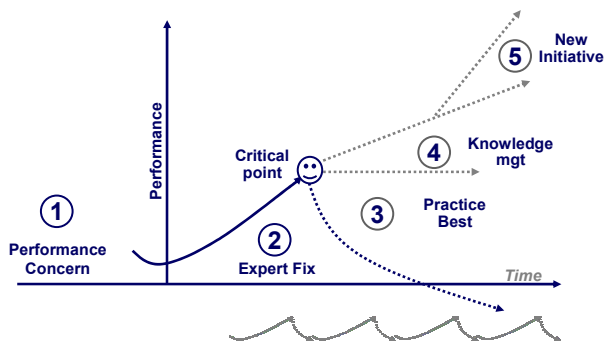 New
Initiative
5
Performance
Critical
point
4
Knowledge
mgt
1
3
Practice
Best
Performance
Concern
2
Expert Fix
Time